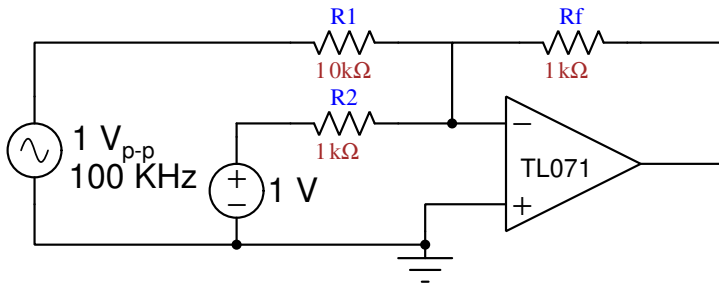 R1
10kΩ
Rf
1kΩ
R2
1kΩ
1 Vp-p
100 KHz
+
−
1 V
−
+
TL071